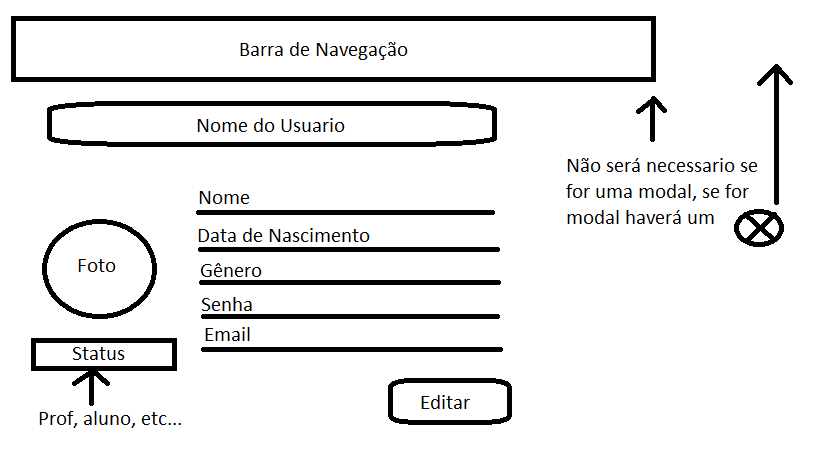 Barra de Navegação
Nome do Usuario
Não será necessario se
for uma modal, se for
modal haverá um
Nome
Data de Nascimento
Gênero
Senha
Email
Foto
Status
Prof, aluno, etc...
Editar